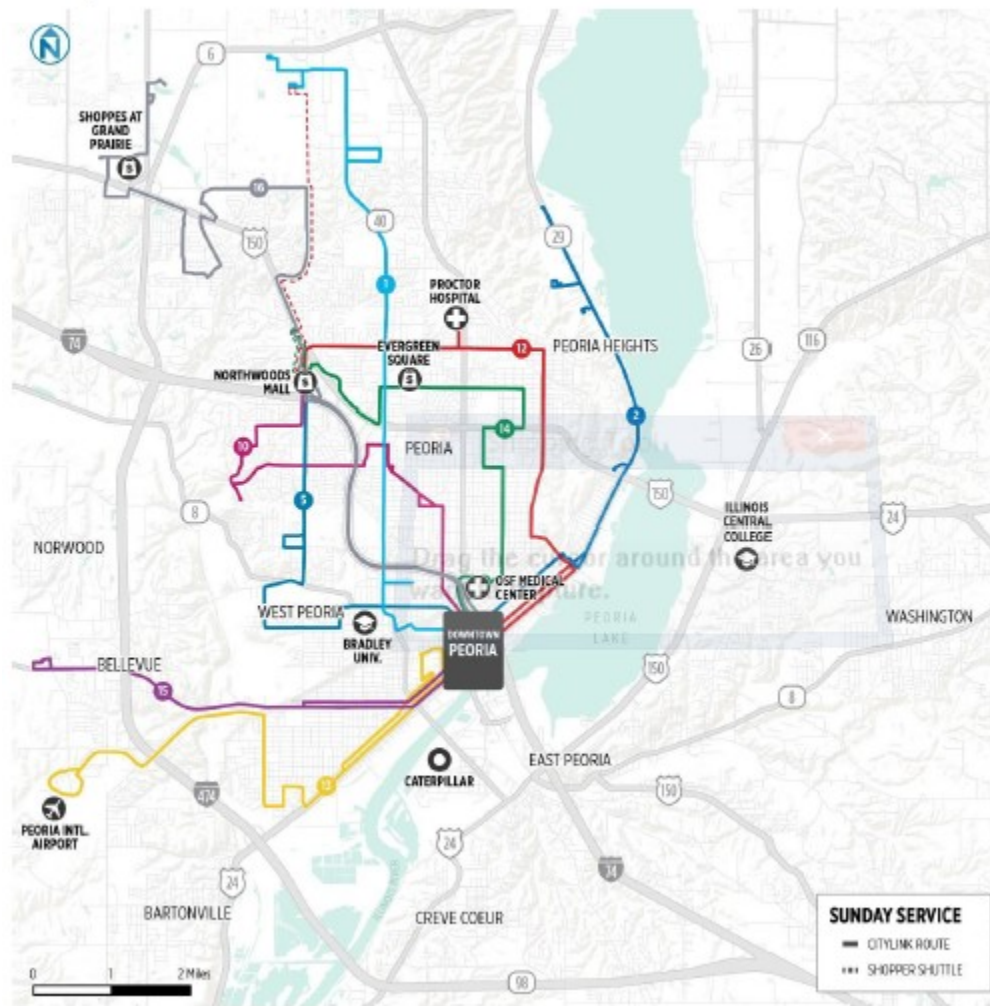 N
6
SHOPPES AT
GRAND
PRAIRIE
16
40
150
29
1
PROCTOR
HOSPITAL
12
PEORIA HEIGHTS
26
116
74
EVERGREEN
SQUARE
NORTHWOODS
MALL
2
10
PEORIA
14
5
8
150
24
ILLINOIS
CENTRAL
COLLEGE
NORWOOD
Drag the cursor around the area you
OSF MEDICAL
CENTER
WEST PEORIA
PEORIA
LAKE
WASHINGTON
BRADLEY
UNIV.
DOWNTOWN
PEORIA
BELLEVUE
15
150
8
EAST PEORIA
CATERPILLAR
13
474
150
PEORIA INTL.
AIRPORT
24
74
24
BARTONVILLE
CREVE COEUR
98
0 1 2 Miles
SUNDAY SERVICE
CITYLINK ROUTE
SHOPPER SHUTTLE